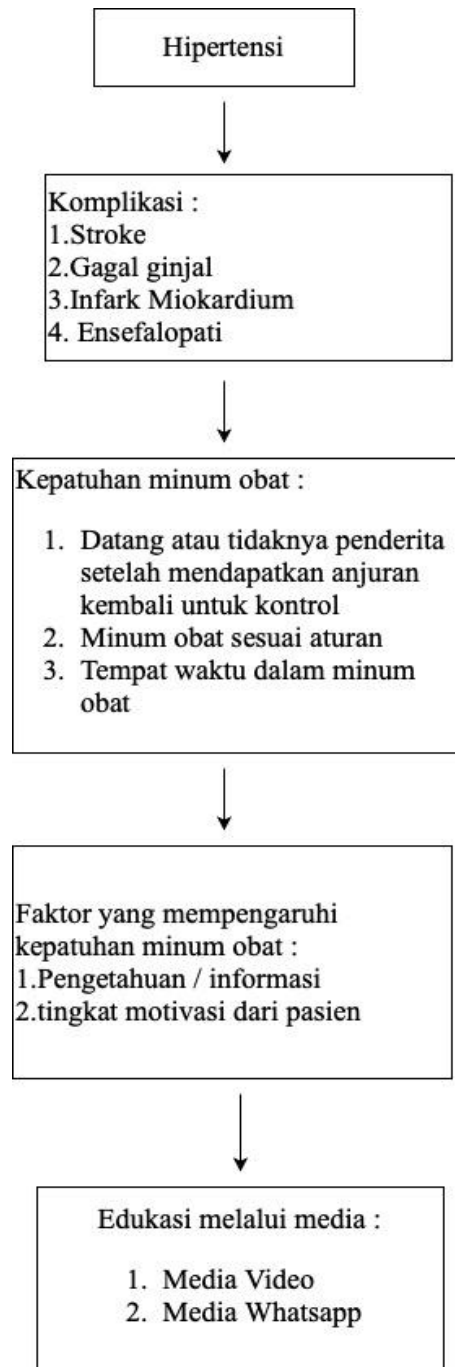 Hipertensi
Komplikasi :
1.Stroke
2.Gagal ginjal
3.Infark Miokardium
4. Ensefalopati
Kepatuhan minum obat :
1. Datang atau tidaknya penderita
setelah mendapatkan anjuran
kembali untuk kontrol
2. Minum obat sesuai aturan
3. Tempat waktu dalam minum
obat
Faktor yang mempengaruhi
kepatuhan minum obat :
1.Pengetahuan / informasi
2.tingkat motivasi dari pasien
Edukasi melalui media :
1. Media Video
2. Media Whatsapp